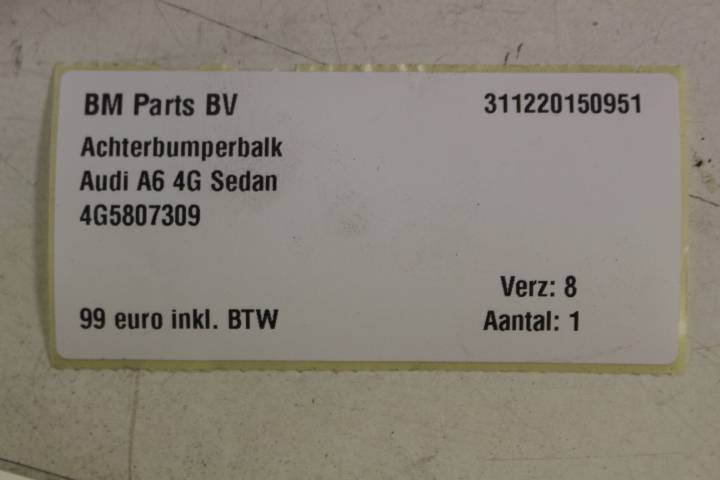 BM Parts BV 311220150951
Achterbumperbalk
Audi A6 4G Sedan
4G5807309
Verz: 8
99 euro inkl. BTW Aantal: 1